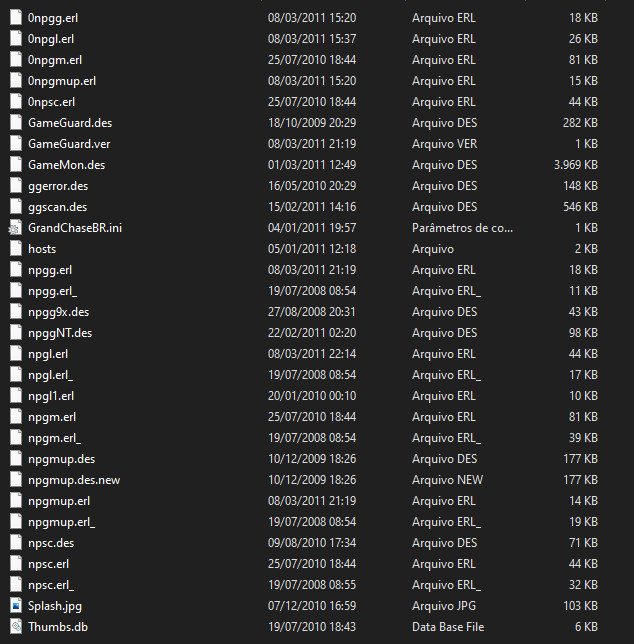 0npgg.erl 08/03/2011 15:20 Arquivo ERL 18 KB
0npgl.erl 08/03/2011 15:37 Arquivo ERL 26 KB
0npgm.erl 25/07/2010 18:44 Arquivo ERL 81 KB
0npgmup.erl 08/03/2011 15:20 Arquivo ERL 15 KB
0npsc.erl 25/07/2010 18:44 Arquivo ERL 44 KB
GameGuard.des 18/10/2009 20:29 Arquivo DES 282 KB
GameGuard.ver 08/03/2011 21:19 Arquivo VER 1 KB
GameMon.des 01/03/2011 12:49 Arquivo DES 3.969 KB
ggerror.des 16/05/2010 20:29 Arquivo DES 148 KB
ggscan.des 15/02/2011 14:16 Arquivo DES 546 KB
GrandChaseBR.ini 04/01/2011 19:57 Parâmetros de co... 1 KB
hosts 05/01/2011 12:18 Arquivo 2 KB
npgg.erl 08/03/2011 21:19 Arquivo ERL 18 KB
npgg.erl_ 19/07/2008 08:54 Arquivo ERL_ 11 KB
npgg9x.des 27/08/2008 20:31 Arquivo DES 43 KB
npggNT.des 22/02/2011 02:20 Arquivo DES 98 KB
npgl.erl 08/03/2011 22:14 Arquivo ERL 44 KB
npgl.erl_ 19/07/2008 08:54 Arquivo ERL_ 17 KB
npgl1.erl 20/01/2010 00:10 Arquivo ERL 10 KB
npgm.erl 25/07/2010 18:44 Arquivo ERL 81 KB
npgm.erl_ 19/07/2008 08:54 Arquivo ERL_ 39 KB
npgmup.des 10/12/2009 18:26 Arquivo DES 177 KB
npgmup.des.new 10/12/2009 18:26 Arquivo NEW 177 KB
npgmup.erl 08/03/2011 21:19 Arquivo ERL 14 KB
npgmup.erl_ 19/07/2008 08:54 Arquivo ERL_ 19 KB
npsc.des 09/08/2010 17:34 Arquivo DES 71 KB
npsc.erl 25/07/2010 18:44 Arquivo ERL 44 KB
npsc.erl_ 19/07/2008 08:55 Arquivo ERL_ 32 KB
Splash.jpg 07/12/2010 16:59 Arquivo JPG 103 KB
Thumbs.db 19/07/2010 18:43 Data Base File 6 KB